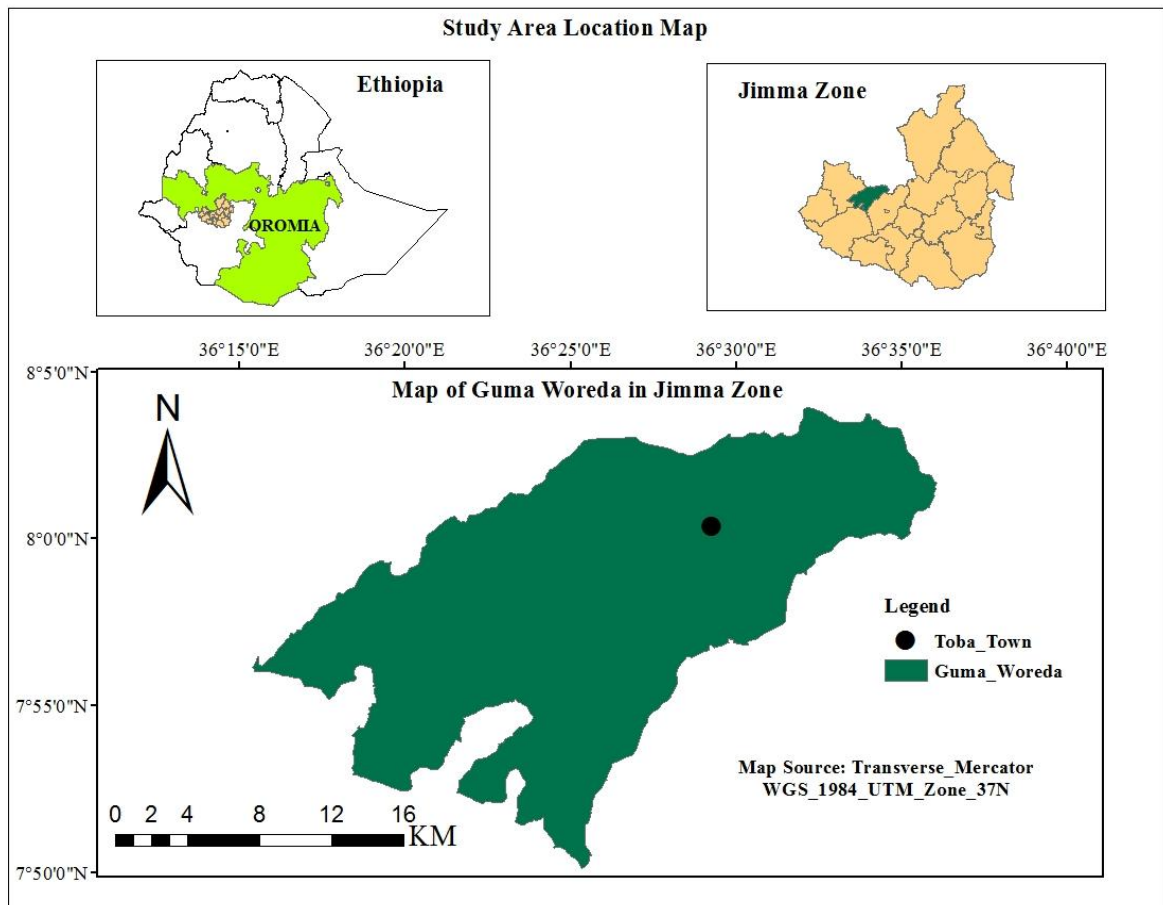 Study Area Location Map
Ethiopia
OROMIA
Jimma Zone
36°15'0"E 36°20'0"E 36°25'0"E 36°30'0"E 36°35'0"E 36°40'0"E
8°5'0"N
Map of Guma Woreda in Jimma Zone
N
8°0'0"N
Legend
Toba_Town
Guma_Woreda
7°55'0"N
Map Source: Transverse_Mercator
WGS_1984_UTM_Zone_37N
0 2 4 8 12 16
KM
7°50'0"N